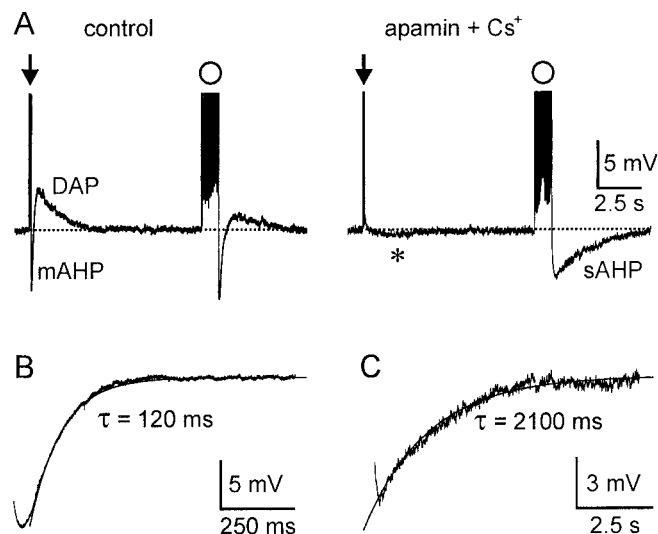 A
control
apamin + Cs⁺
DAP
mAHP
*
sAHP
5 mV
2.5 s
B
τ = 120 ms
5 mV
250 ms
C
τ = 2100 ms
3 mV
2.5 s